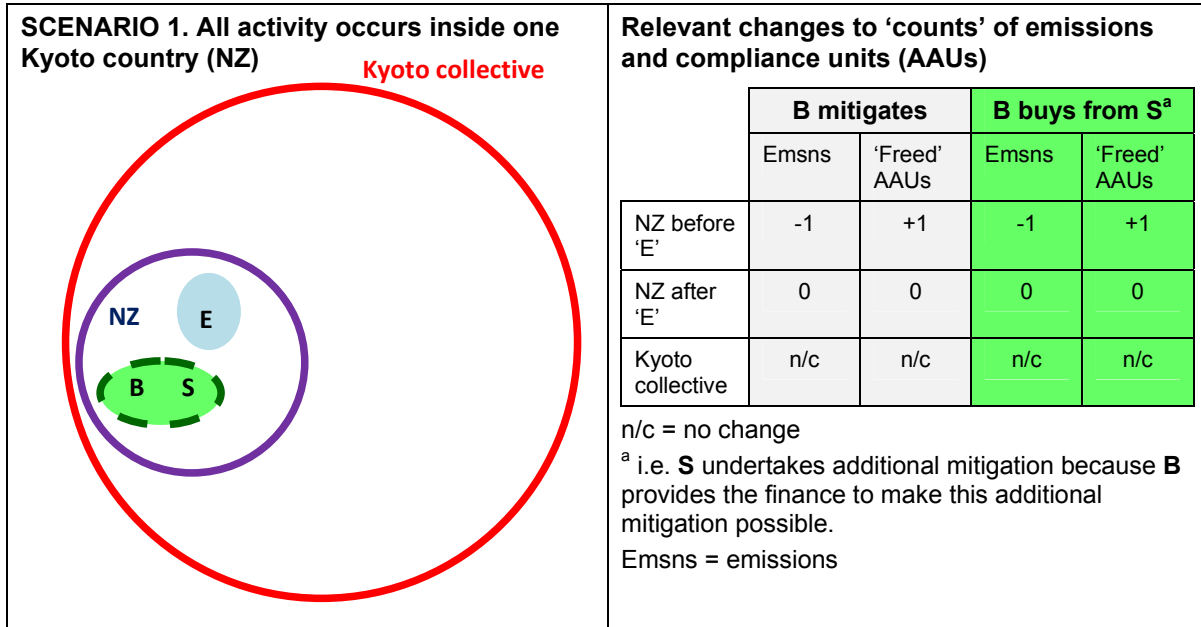 SCENARIO 1. All activity occurs inside one
Kyoto country (NZ)
Kyoto collective
NZ
E
B S
Relevant changes to ‘counts’ of emissions
and compliance units (AAUs)
B mitigates B buys from Sª
Emsns ‘Freed’ Emsns ‘Freed’
AAUs AAUs
NZ before -1 +1 -1 +1
‘E’
NZ after 0 0 0 0
‘E’
Kyoto n/c n/c n/c n/c
collective
n/c = no change
ª i.e. S undertakes additional mitigation because B
provides the finance to make this additional
mitigation possible.
Emsns = emissions